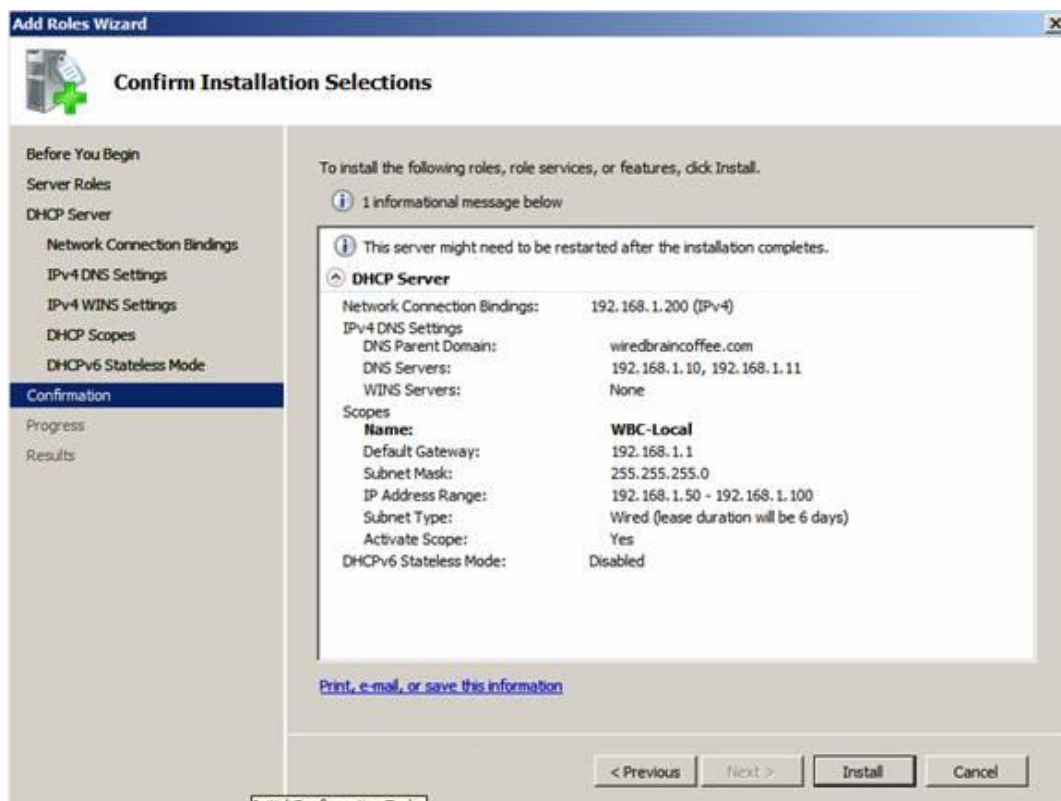 Add Roles Wizard
Confirm Installation Selections
Before You Begin
Server Roles
DHCP Server
Network Connection Bindings
IPv4 DNS Settings
IPv4 WINS Settings
DHCP Scopes
DHCPv6 Stateless Mode
Confirmation
Progress
Results
To install the following roles, role services, or features, click Install.
1 informational message below
This server might need to be restarted after the installation completes.
DHCP Server
Network Connection Bindings: 192.168.1.200 (IPv4)
IPv4 DNS Settings
DNS Parent Domain: wiredbraincoffee.com
DNS Servers: 192.168.1.10, 192.168.1.11
WINS Servers: None
Scopes
Name: WBC-Local
Default Gateway: 192.168.1.1
Subnet Mask: 255.255.255.0
IP Address Range: 192.168.1.50 - 192.168.1.100
Subnet Type: Wired (lease duration will be 6 days)
Activate Scope: Yes
DHCPv6 Stateless Mode: Disabled
Print, e-mail, or save this information
< Previous Next > Install Cancel